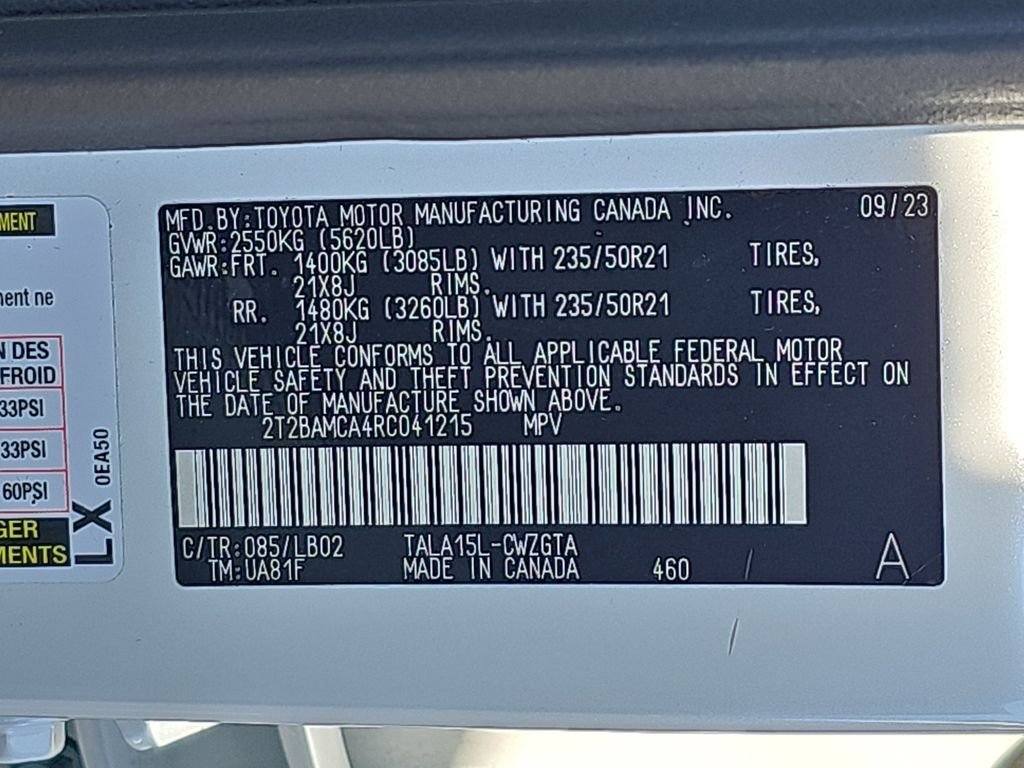 MENT
ment ne
N DES
FROID
33PSI
33PSI
60PSI
GER
MENTS
LX
0EA50
MFD.BY:TOYOTA MOTOR MANUFACTURING CANADA INC. 09/23
GVWR:2550KG (5620LB)
GAWR:FRT. 1400KG (3085LB) WITH 235/50R21 TIRES,
21X8J RIMS.
RR. 1480KG (3260LB) WITH 235/50R21 TIRES,
21X8J RIMS.
THIS VEHICLE CONFORMS TO ALL APPLICABLE FEDERAL MOTOR
VEHICLE SAFETY AND THEFT PREVENTION STANDARDS IN EFFECT ON
THE DATE OF MANUFACTURE SHOWN ABOVE.
2T2BAMCA4RC041215 MPV
C/TR:085/LB02 TALA15L-CWZGTA
TM:UA81F MADE IN CANADA 460 A